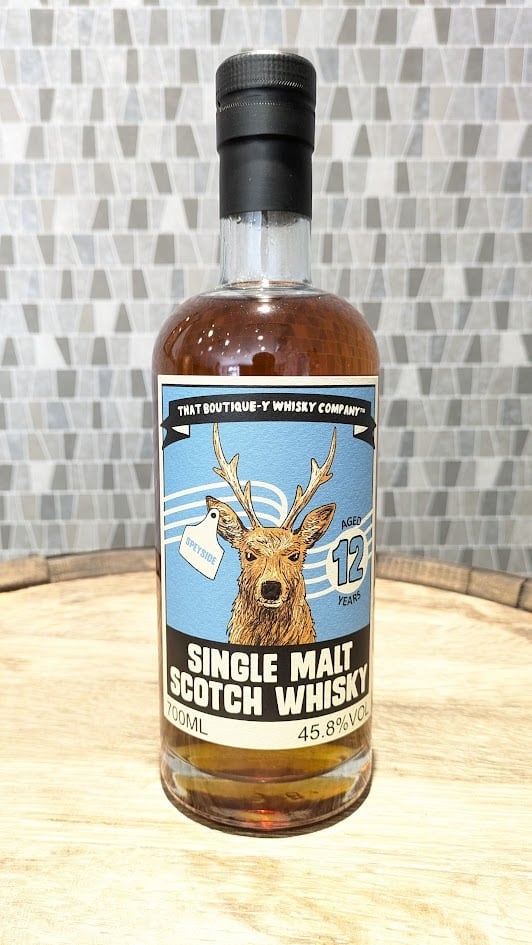 THAT BOUTIQUE-Y WHISKY COMPANY™
SPEYSIDE
AGED
12
YEARS
SINGLE MALT
SCOTCH WHISKY
700ML
45.8%VOL